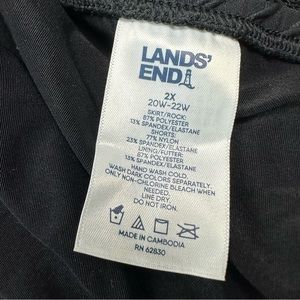 LANDS'
END
2X
20W-22W
SKIRT/ROCK:
87% POLYESTER
13% SPANDEX/ELASTANE
SHORTS:
77% NYLON
23% SPANDEX/ELASTANE
LINING/FUTTER:
87% POLYESTER
13% SPANDEX/ELASTANE
HAND WASH COLD.
WASH DARK COLORS SEPARATELY.
ONLY NON-CHLORINE BLEACH WHEN
NEEDED.
LINE DRY.
DO NOT IRON.
MADE IN CAMBODIA
RN 62830